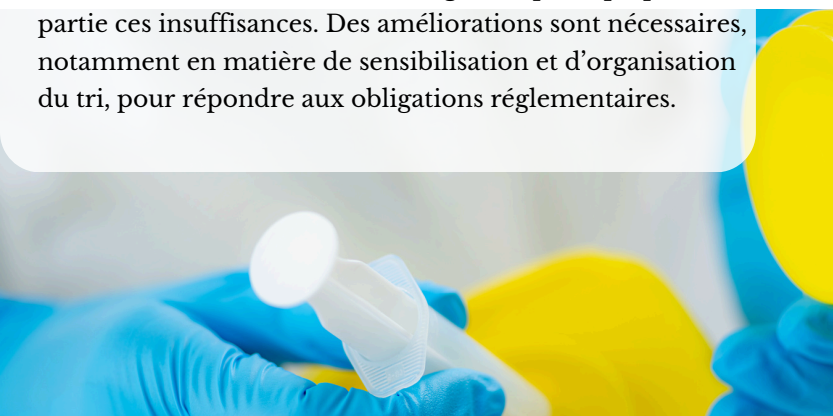 partie ces insuffisances. Des améliorations sont nécessaires,
notamment en matière de sensibilisation et d’organisation
du tri, pour répondre aux obligations réglementaires.